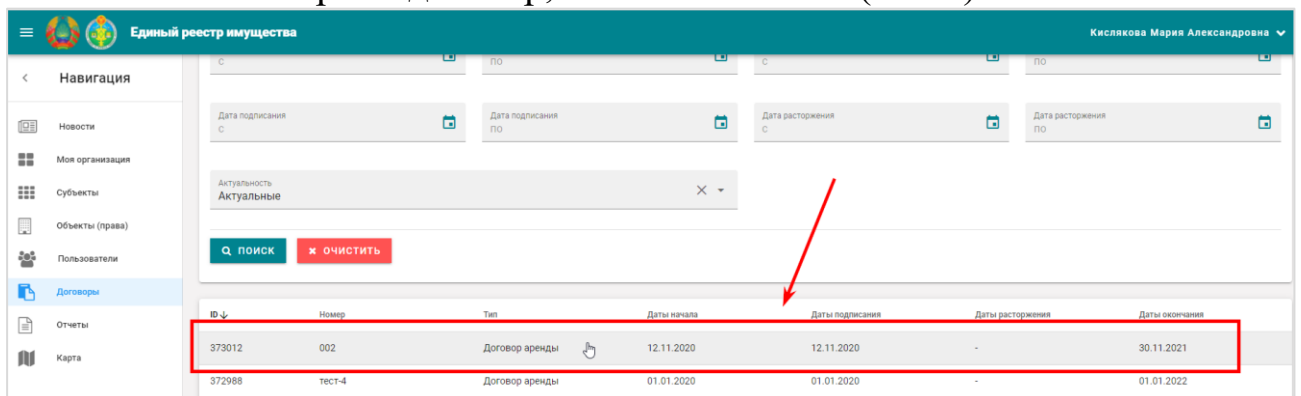 Единый реестр имущества
Кислякова Мария Александровна
Навигация
Новости
Моя организация
Субъекты
Объекты (права)
Пользователи
Договоры
Отчеты
Карта
с по с по
Дата подписания Дата подписания Дата расторжения Дата расторжения
с по с по
Актуальность
Актуальные
ПОИСК ОЧИСТИТЬ
ID Номер Тип Даты начала Даты подписания Даты расторжения Даты окончания
373012 002 Договор аренды 12.11.2020 12.11.2020 - 30.11.2021
372988 тест-4 Договор аренды 01.01.2020 01.01.2020 - 01.01.2022